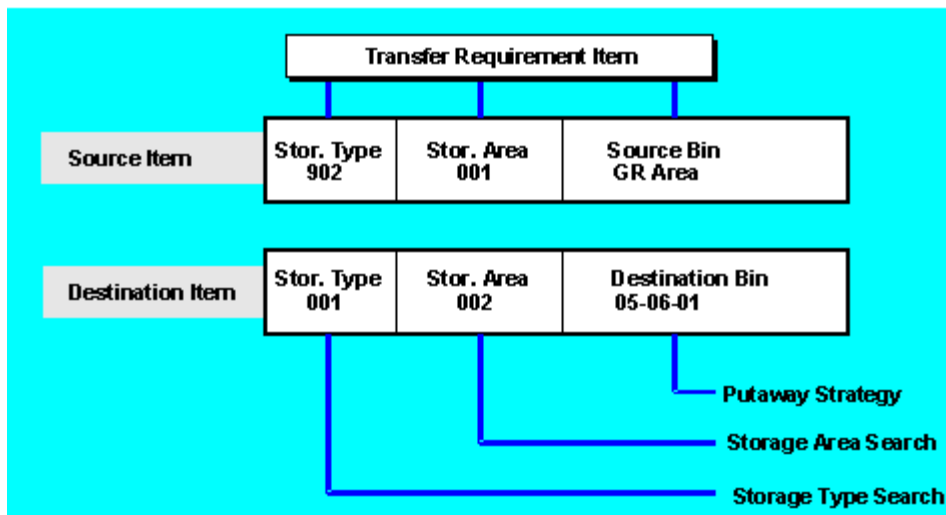 Transfer Requirement Item
Source Item
Stor. Type
902
Stor. Area
001
Source Bin
GR Area
Destination Item
Stor. Type
001
Stor. Area
002
Destination Bin
05-06-01
Putaway Strategy
Storage Area Search
Storage Type Search